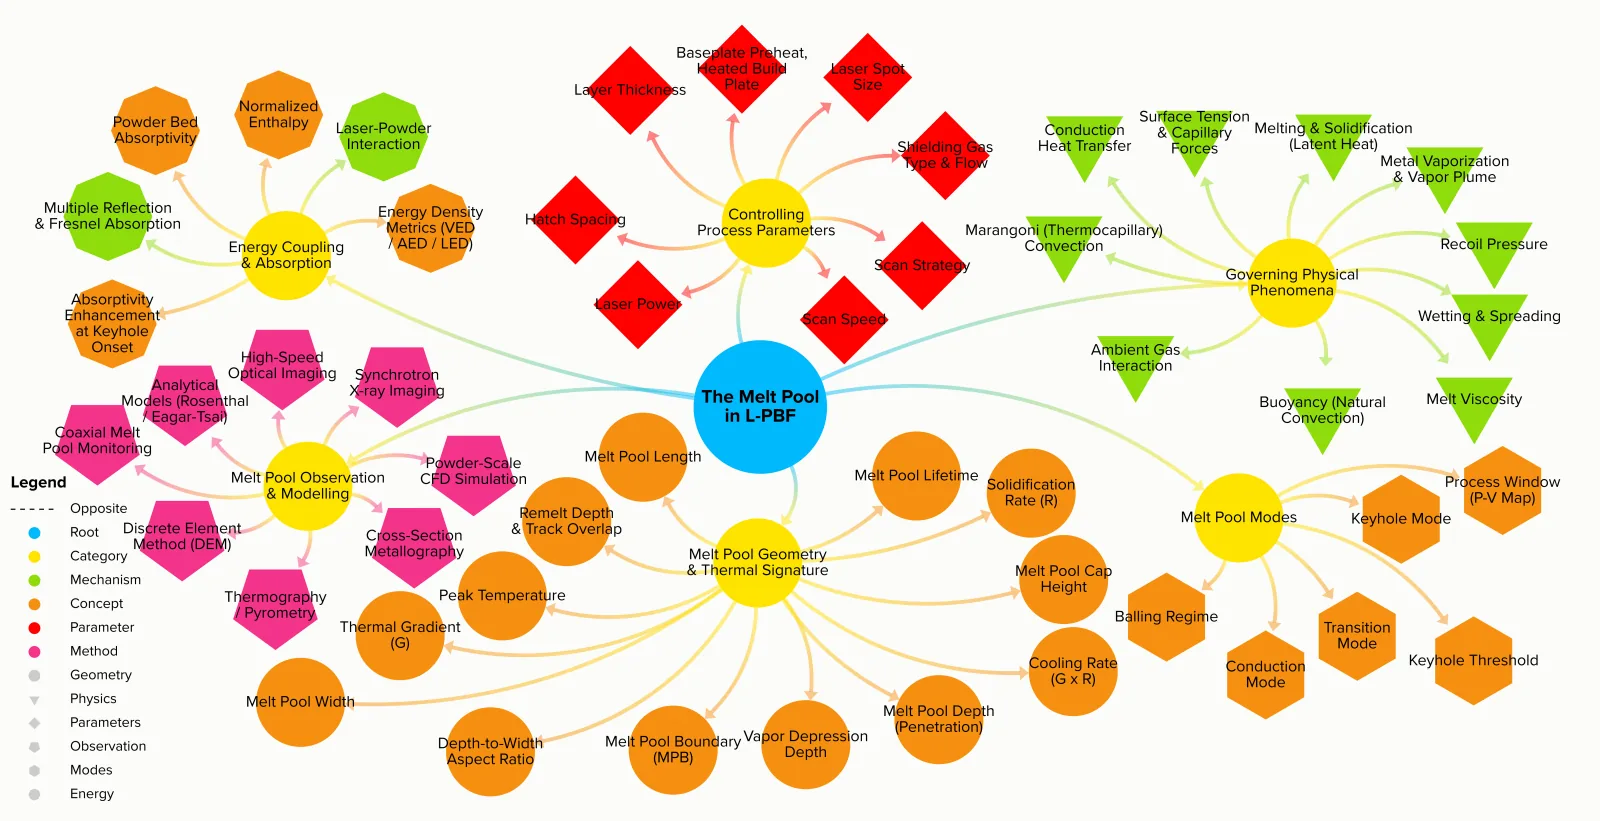 Baseplate Preheat,
Heated Build
Plate
Laser Spot
Size
Layer Thickness
Shielding Gas
Type & Flow
Hatch Spacing
Controlling
Process Parameters
Scan Strategy
Laser Power
Scan Speed
Normalized
Enthalpy
Powder Bed
Absorptivity
Laser-Powder
Interaction
Multiple Reflection
& Fresnel Absorption
Energy Density
Metrics (VED
/ AED / LED)
Energy Coupling
& Absorption
Absorptivity
Enhancement
at Keyhole
Onset
Surface Tension
& Capillary
Forces
Conduction
Heat Transfer
Melting & Solidification
(Latent Heat)
Metal Vaporization
& Vapor Plume
Marangoni (Thermocapillary)
Convection
Recoil Pressure
Governing Physical
Phenomena
Wetting & Spreading
Ambient Gas
Interaction
Buoyancy (Natural
Convection)
Melt Viscosity
The Melt Pool
in L-PBF
High-Speed
Optical Imaging
Synchrotron
X-ray Imaging
Analytical
Models (Rosenthal
/ Eagar-Tsai)
Coaxial Melt
Pool Monitoring
Powder-Scale
CFD Simulation
Melt Pool Observation
& Modelling
Discrete Element
Method (DEM)
Cross-Section
Metallography
Thermography
/ Pyrometry
Melt Pool Length
Melt Pool Lifetime
Solidification
Rate (R)
Remelt Depth
& Track Overlap
Melt Pool Geometry
& Thermal Signature
Melt Pool Cap
Height
Peak Temperature
Thermal Gradient
(G)
Cooling Rate
(G x R)
Melt Pool Width
Depth-to-Width
Aspect Ratio
Melt Pool Boundary
(MPB)
Vapor Depression
Depth
Melt Pool Depth
(Penetration)
Process Window
(P-V Map)
Melt Pool Modes
Keyhole Mode
Balling Regime
Transition
Mode
Conduction
Mode
Keyhole Threshold
Legend
Opposite
Root
Category
Mechanism
Concept
Parameter
Method
Geometry
Physics
Parameters
Observation
Modes
Energy